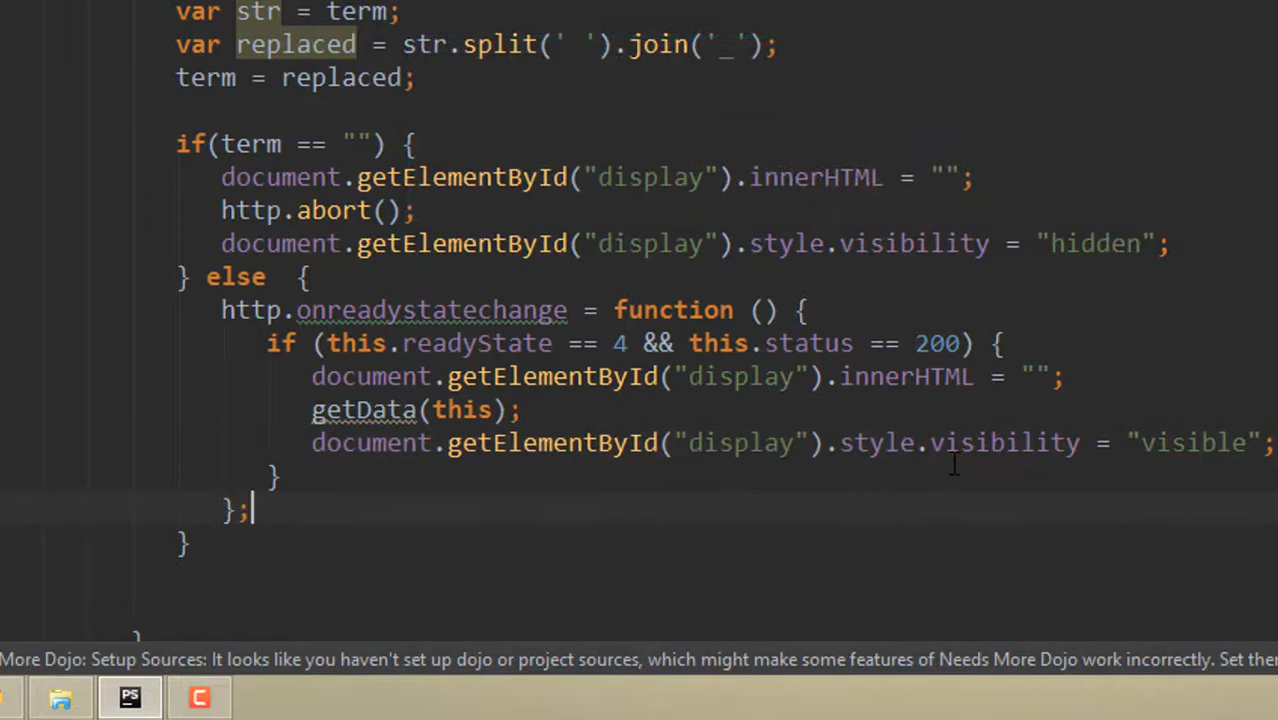 var str = term;
var replaced = str.split(' ').join('_');
term = replaced;
if(term == "") {
document.getElementById("display").innerHTML = "";
http.abort();
document.getElementById("display").style.visibility = "hidden";
} else  {
http.onreadystatechange = function () {
if (this.readyState == 4 && this.status == 200) {
document.getElementById("display").innerHTML = "";
getData(this);
document.getElementById("display").style.visibility = "visible";
}
};
}
}
More Dojo: Setup Sources: It looks like you haven't set up dojo or project sources, which might make some features of Needs More Dojo work incorrectly. Set them
PS
C